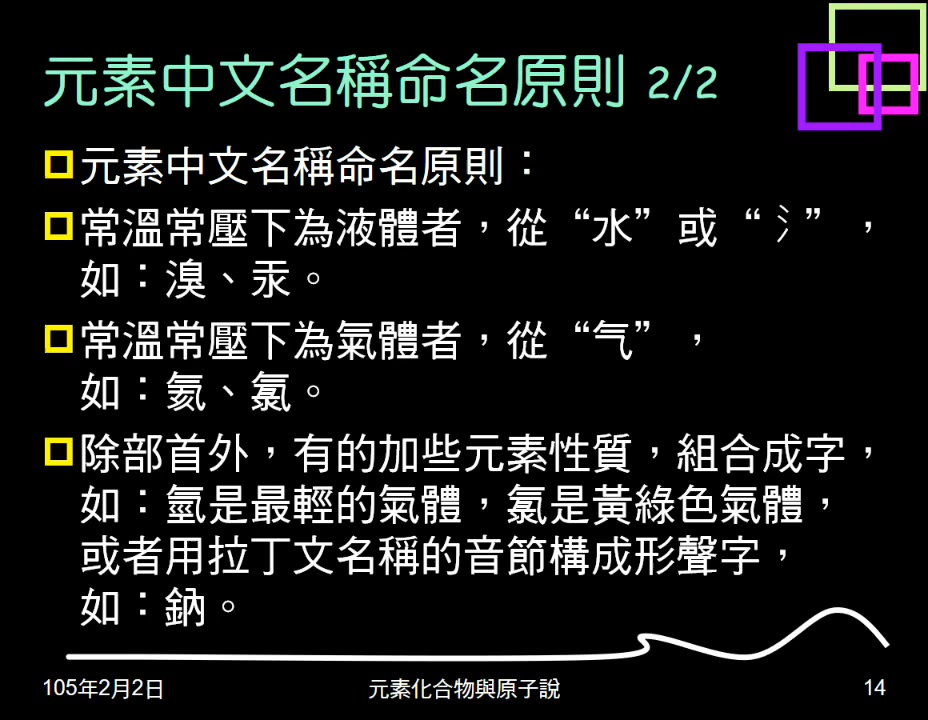 元素中文名稱命名原則 2/2
元素中文名稱命名原則：
常溫常壓下為液體者，從“水”或“氵”，
如：溴、汞。
常溫常壓下為氣體者，從“气”，
如：氦、氯。
除部首外，有的加些元素性質，組合成字，
如：氫是最輕的氣體，氯是黃綠色氣體，
或者用拉丁文名稱的音節構成形聲字，
如：鈉。
105年2月2日
元素化合物與原子說
14